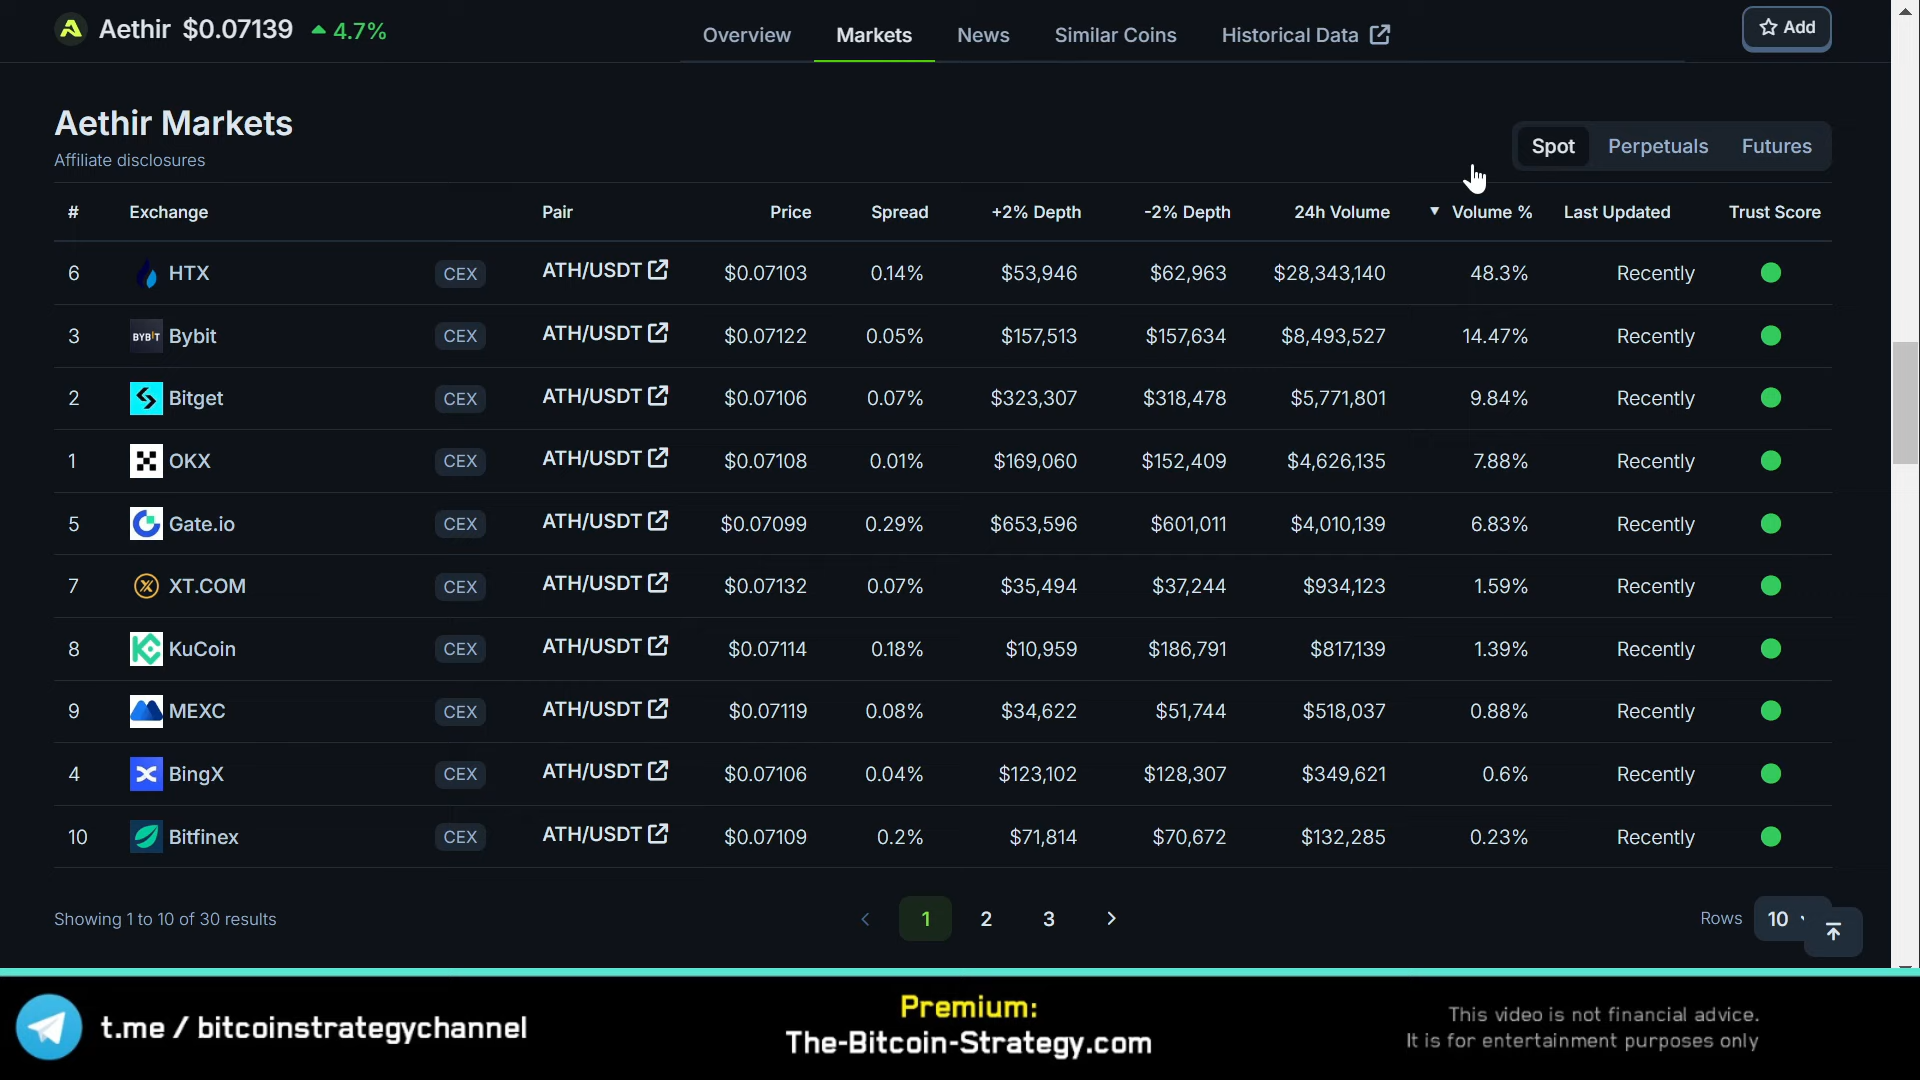 Aethir $0.07139 ▲ 4.7%
Overview Markets News Similar Coins Historical Data
Add
Aethir Markets
Affiliate disclosures
Spot Perpetuals Futures
# Exchange Pair Price Spread +2% Depth -2% Depth 24h Volume ▼ Volume % Last Updated Trust Score
6 HTX CEX ATH/USDT $0.07103 0.14% $53,946 $62,963 $28,343,140 48.3% Recently
3 BYBIT Bybit CEX ATH/USDT $0.07122 0.05% $157,513 $157,634 $8,493,527 14.47% Recently
2 Bitget CEX ATH/USDT $0.07106 0.07% $323,307 $318,478 $5,771,801 9.84% Recently
1 OKX CEX ATH/USDT $0.07108 0.01% $169,060 $152,409 $4,626,135 7.88% Recently
5 Gate.io CEX ATH/USDT $0.07099 0.29% $653,596 $601,011 $4,010,139 6.83% Recently
7 XT.COM CEX ATH/USDT $0.07132 0.07% $35,494 $37,244 $934,123 1.59% Recently
8 KuCoin CEX ATH/USDT $0.07114 0.18% $10,959 $186,791 $817,139 1.39% Recently
9 MEXC CEX ATH/USDT $0.07119 0.08% $34,622 $51,744 $518,037 0.88% Recently
4 BingX CEX ATH/USDT $0.07106 0.04% $123,102 $128,307 $349,621 0.6% Recently
10 Bitfinex CEX ATH/USDT $0.07109 0.2% $71,814 $70,672 $132,285 0.23% Recently
Showing 1 to 10 of 30 results
1 2 3
Rows 10
t.me / bitcoinstrategychannel
Premium:
The-Bitcoin-Strategy.com
This video is not financial advice.
It is for entertainment purposes only